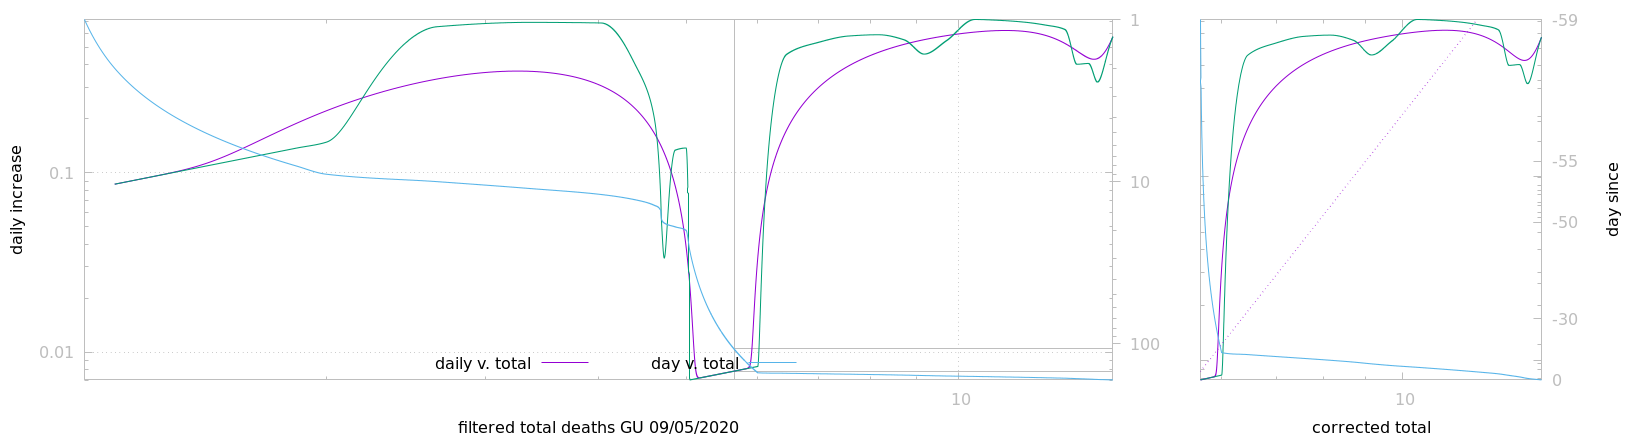 1
-59
0.1
10
-55
-50
daily increase
day since
-30
0.01
100
daily v. total
day v. total
0
10
10
filtered total deaths GU 09/05/2020
corrected total